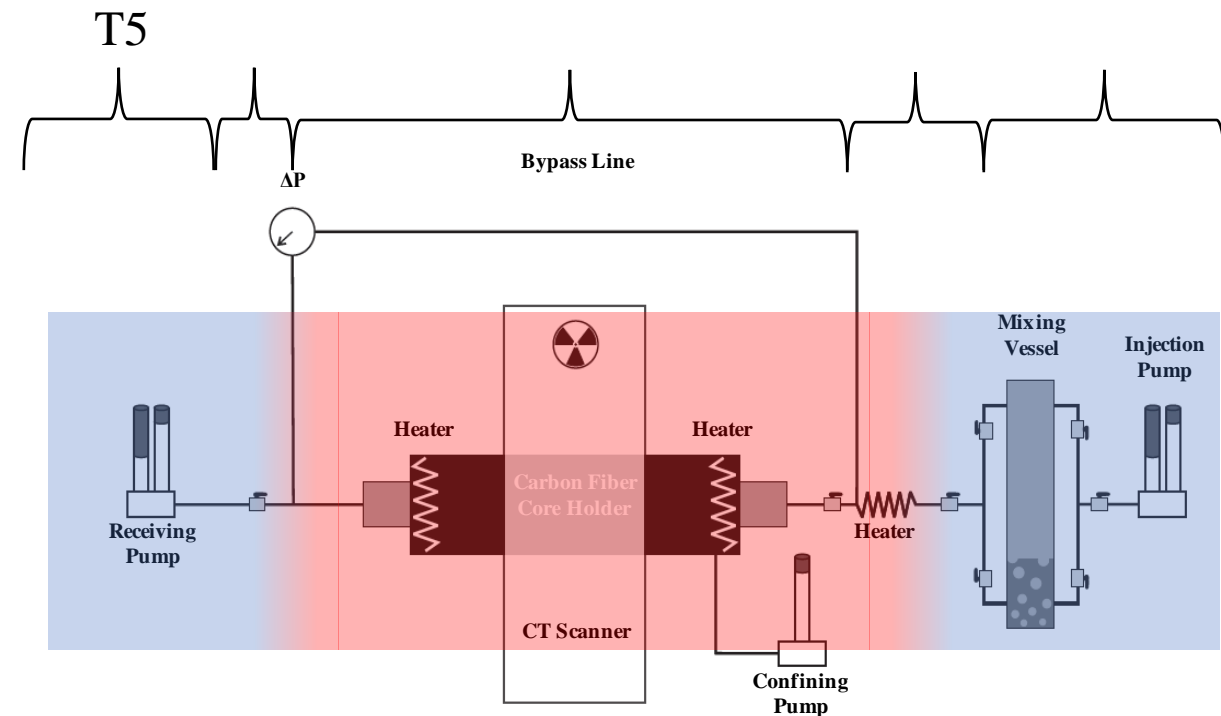 T5
Bypass Line
ΔP
Mixing
Vessel
Injection
Pump
Heater
Heater
Carbon Fiber
Core Holder
Receiving
Pump
Heater
CT Scanner
Confining
Pump